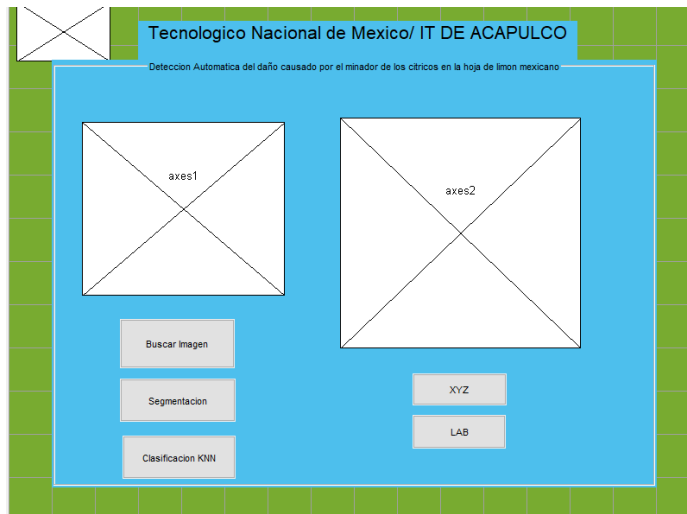 Tecnologico Nacional de Mexico/ IT DE ACAPULCO
Deteccion Automatica del daño causado por el minador de los citricos en la hoja de limon mexicano
axes1
axes2
Buscar Imagen
Segmentacion
Clasificacion KNN
XYZ
LAB